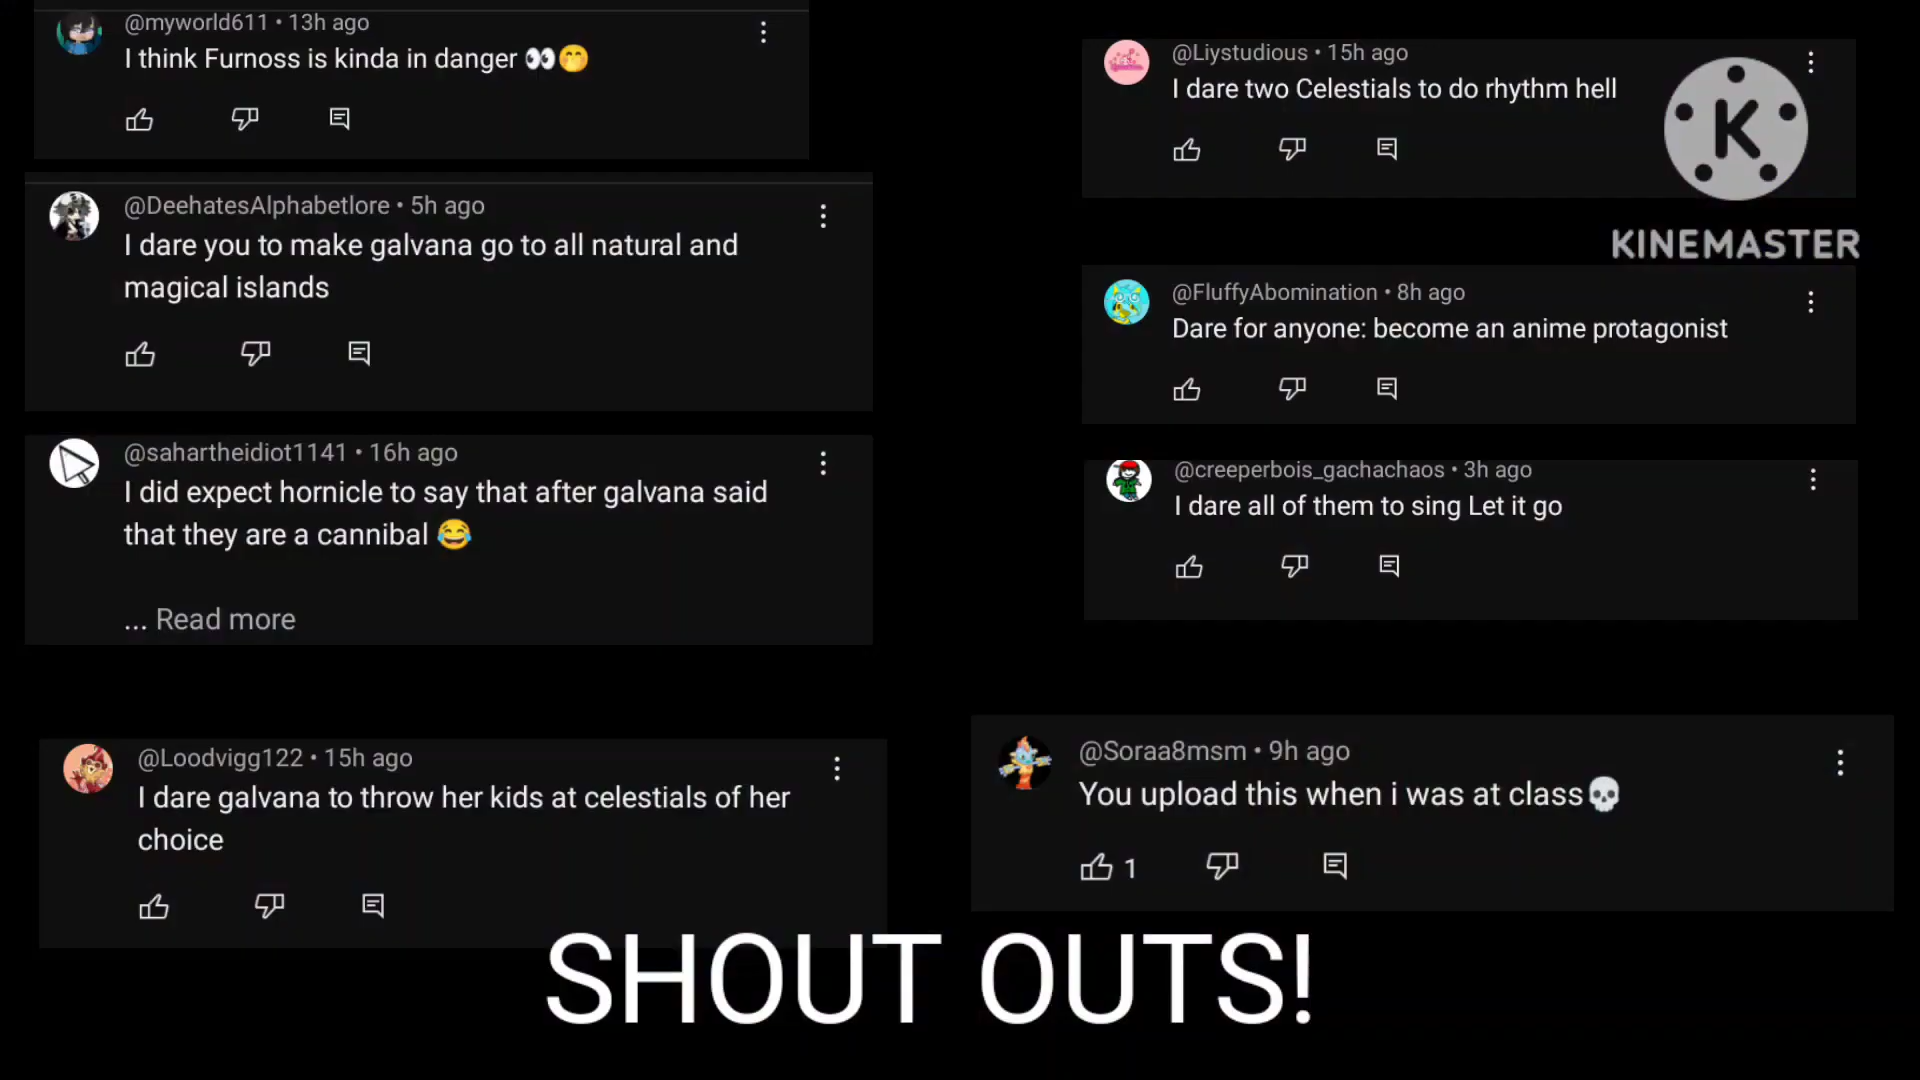 @myworld611 • 13h ago
I think Furnoss is kinda in danger 👀🤭
@DeehatesAlphabetlore • 5h ago
I dare you to make galvana go to all natural and
magical islands
@sahartheidiot1141 • 16h ago
I did expect hornicle to say that after galvana said
that they are a cannibal 😂
... Read more
@Loodvigg122 • 15h ago
I dare galvana to throw her kids at celestials of her
choice
@Liystudious • 15h ago
I dare two Celestials to do rhythm hell
K
KINEMASTER
@FluffyAbomination • 8h ago
Dare for anyone: become an anime protagonist
@creeperbois_gachachaos • 3h ago
I dare all of them to sing Let it go
@Soraa8msm • 9h ago
You upload this when i was at class💀
1
SHOUT OUTS!